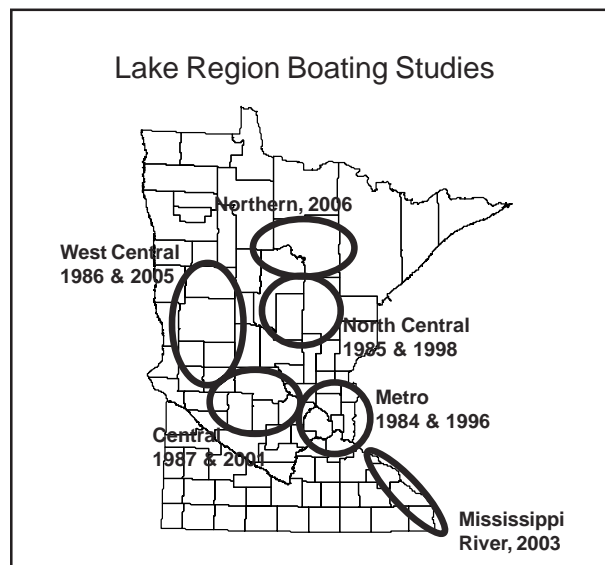 Lake Region Boating Studies
Northern, 2006
West Central
1986 & 2005
North Central
1985 & 1998
Metro
1984 & 1996
Central
1987 & 2001
Mississippi
River, 2003